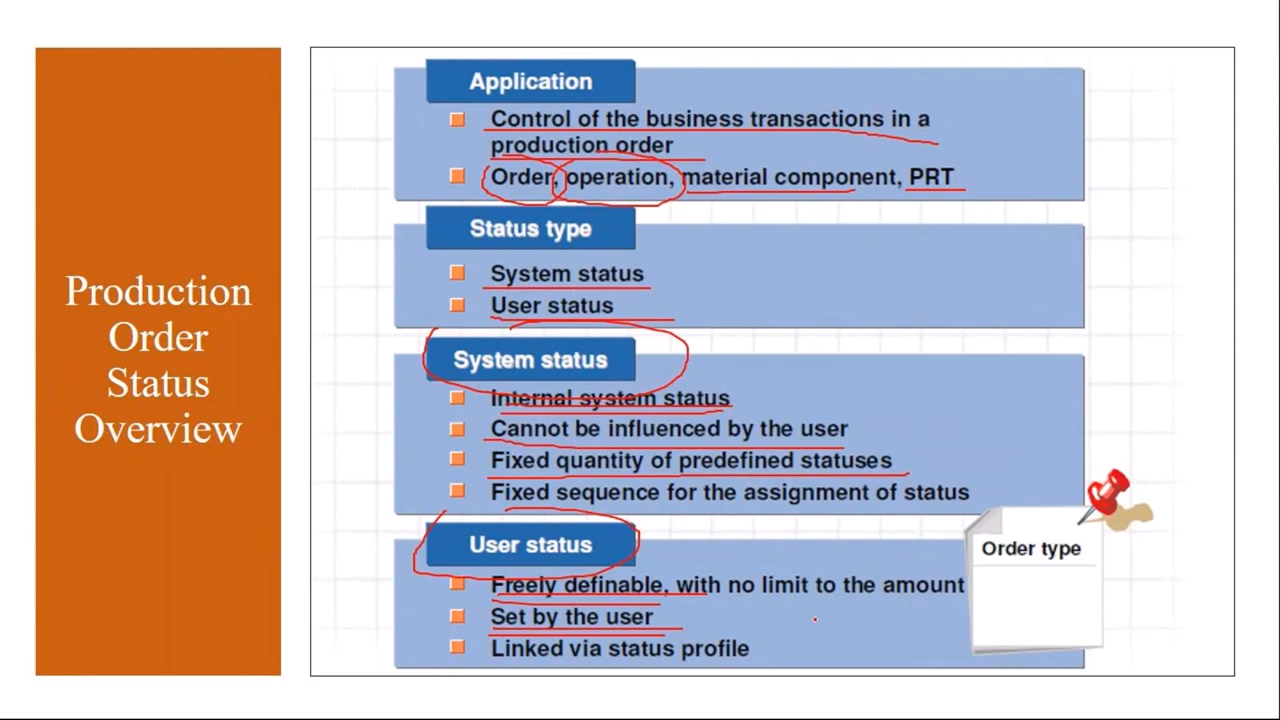 Production
Order
Status
Overview
Application
Control of the business transactions in a
production order
Order, operation, material component, PRT
Status type
System status
User status
System status
Internal system status
Cannot be influenced by the user
Fixed quantity of predefined statuses
Fixed sequence for the assignment of status
User status
Freely definable, with no limit to the amount
Set by the user
Linked via status profile
Order type